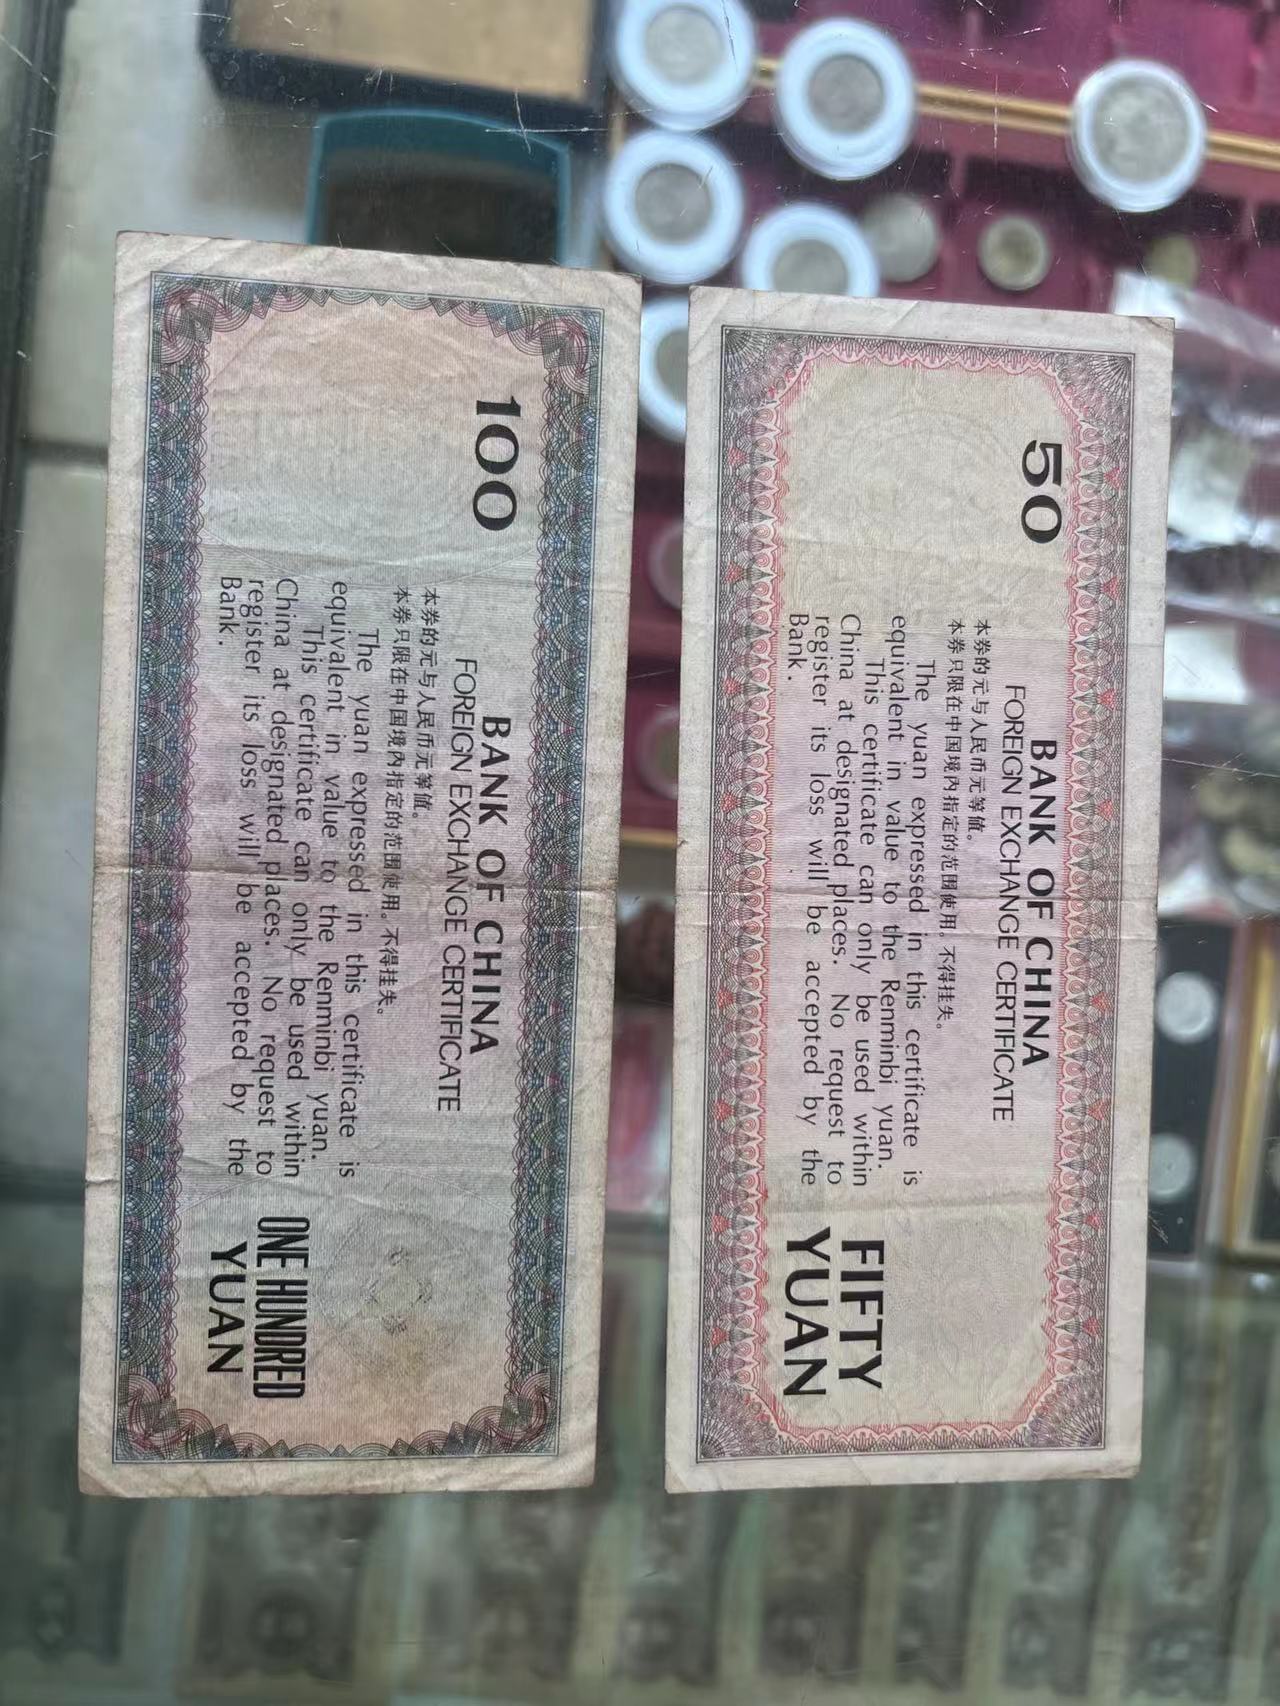 100
BANK OF CHINA
FOREIGN EXCHANGE CERTIFICATE
本券的元与人民币元等值。
本券只限在中国境内指定的范围使用。不得挂失。
The yuan expressed in this certificate is
equivalent in value to the Renminbi yuan.
This certificate can only be used within
China at designated places. No request to
register its loss will be accepted by the
Bank.
ONE HUNDRED
YUAN
50
BANK OF CHINA
FOREIGN EXCHANGE CERTIFICATE
本券的元与人民币元等值。
本券只限在中国境内指定的范围使用。不得挂失。
The yuan expressed in this certificate is
equivalent in value to the Renminbi yuan.
This certificate can only be used within
China at designated places. No request to
register its loss will be accepted by the
Bank.
FIFTY
YUAN